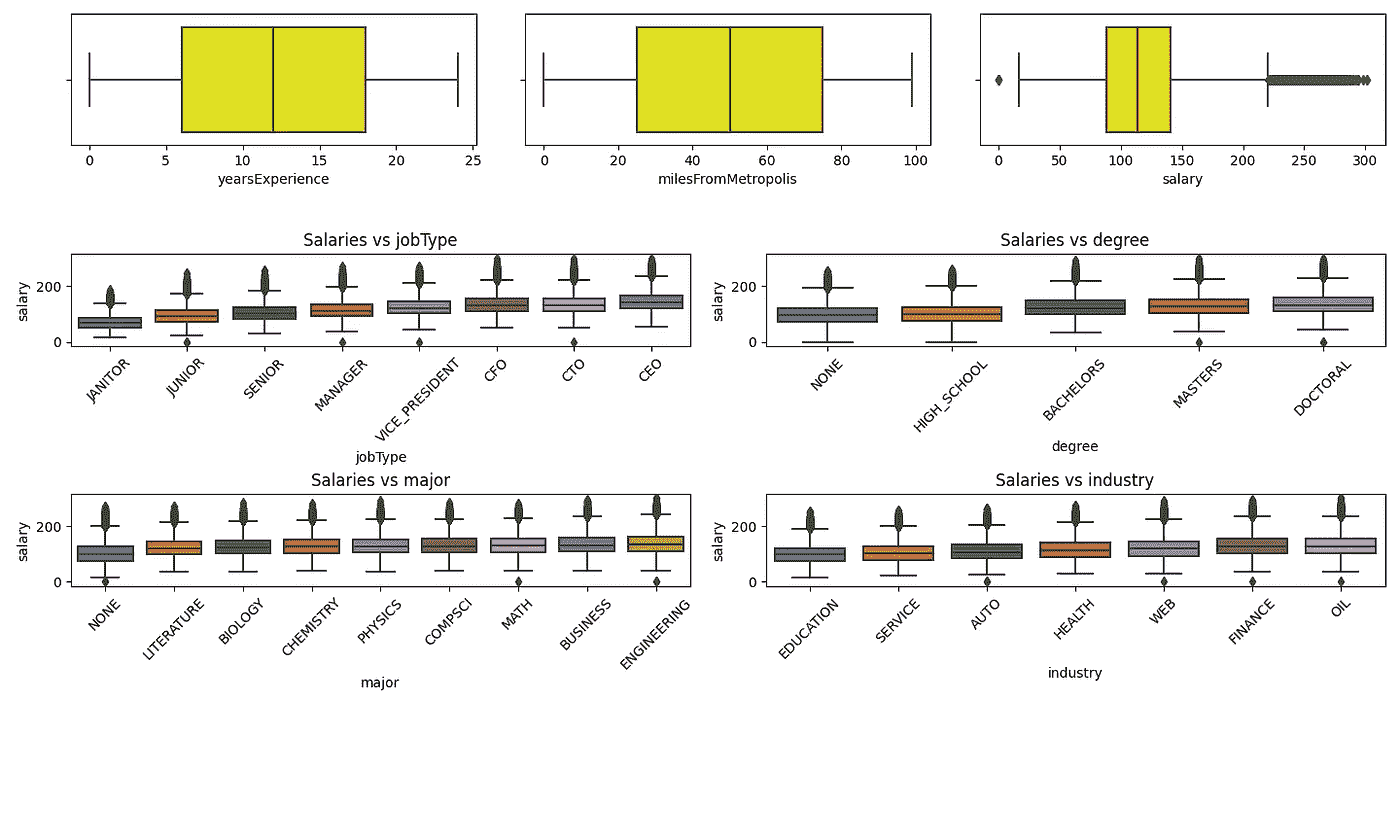 0 5 10 15 20 25
yearsExperience
0 20 40 60 80 100
milesFromMetropolis
0 50 100 150 200 250 300
salary
Salaries vs jobType
salary
200
0
JANITOR JUNIOR SENIOR MANAGER VICE_PRESIDENT CFO CTO CEO
jobType
Salaries vs degree
salary
200
0
NONE HIGH_SCHOOL BACHELORS MASTERS DOCTORAL
degree
Salaries vs major
salary
200
0
NONE LITERATURE BIOLOGY CHEMISTRY PHYSICS COMPSCI MATH BUSINESS ENGINEERING
major
Salaries vs industry
salary
200
0
EDUCATION SERVICE AUTO HEALTH WEB FINANCE OIL
industry